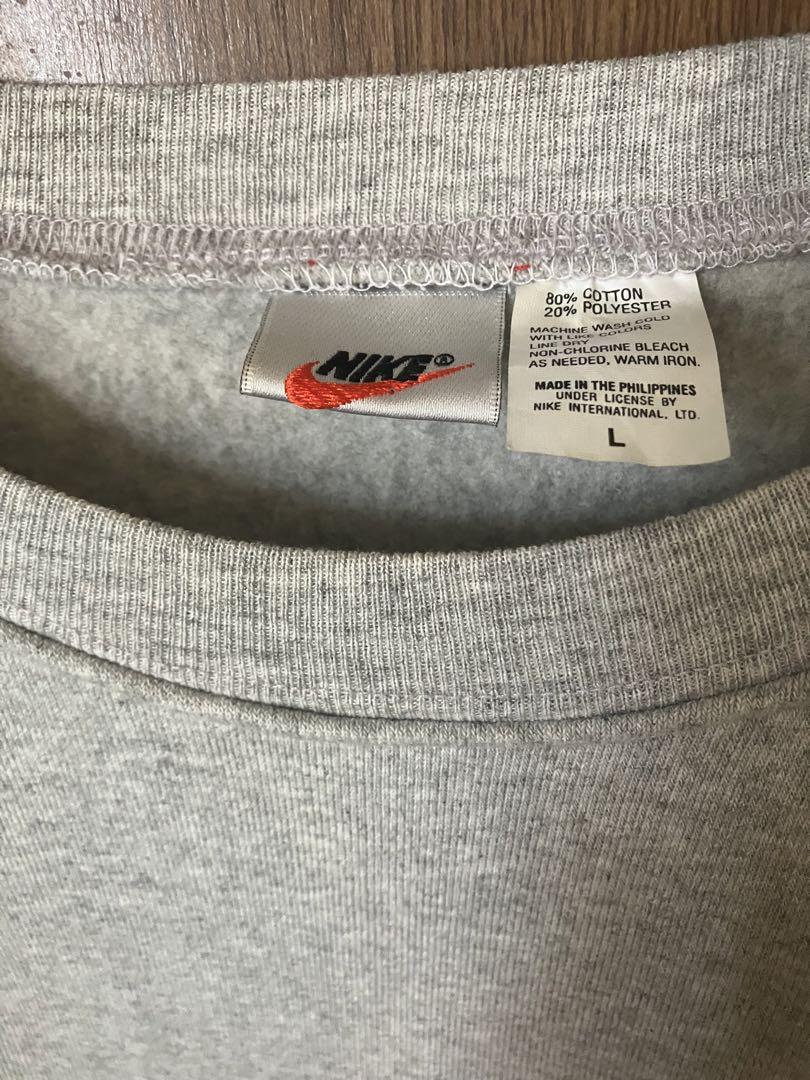 NIKE®
80% COTTON
20% POLYESTER
MACHINE WASH COLD
WITH LIKE COLORS
LINE DRY
NON-CHLORINE BLEACH
AS NEEDED, WARM IRON.
MADE IN THE PHILIPPINES
UNDER LICENSE BY
NIKE INTERNATIONAL, LTD.
L